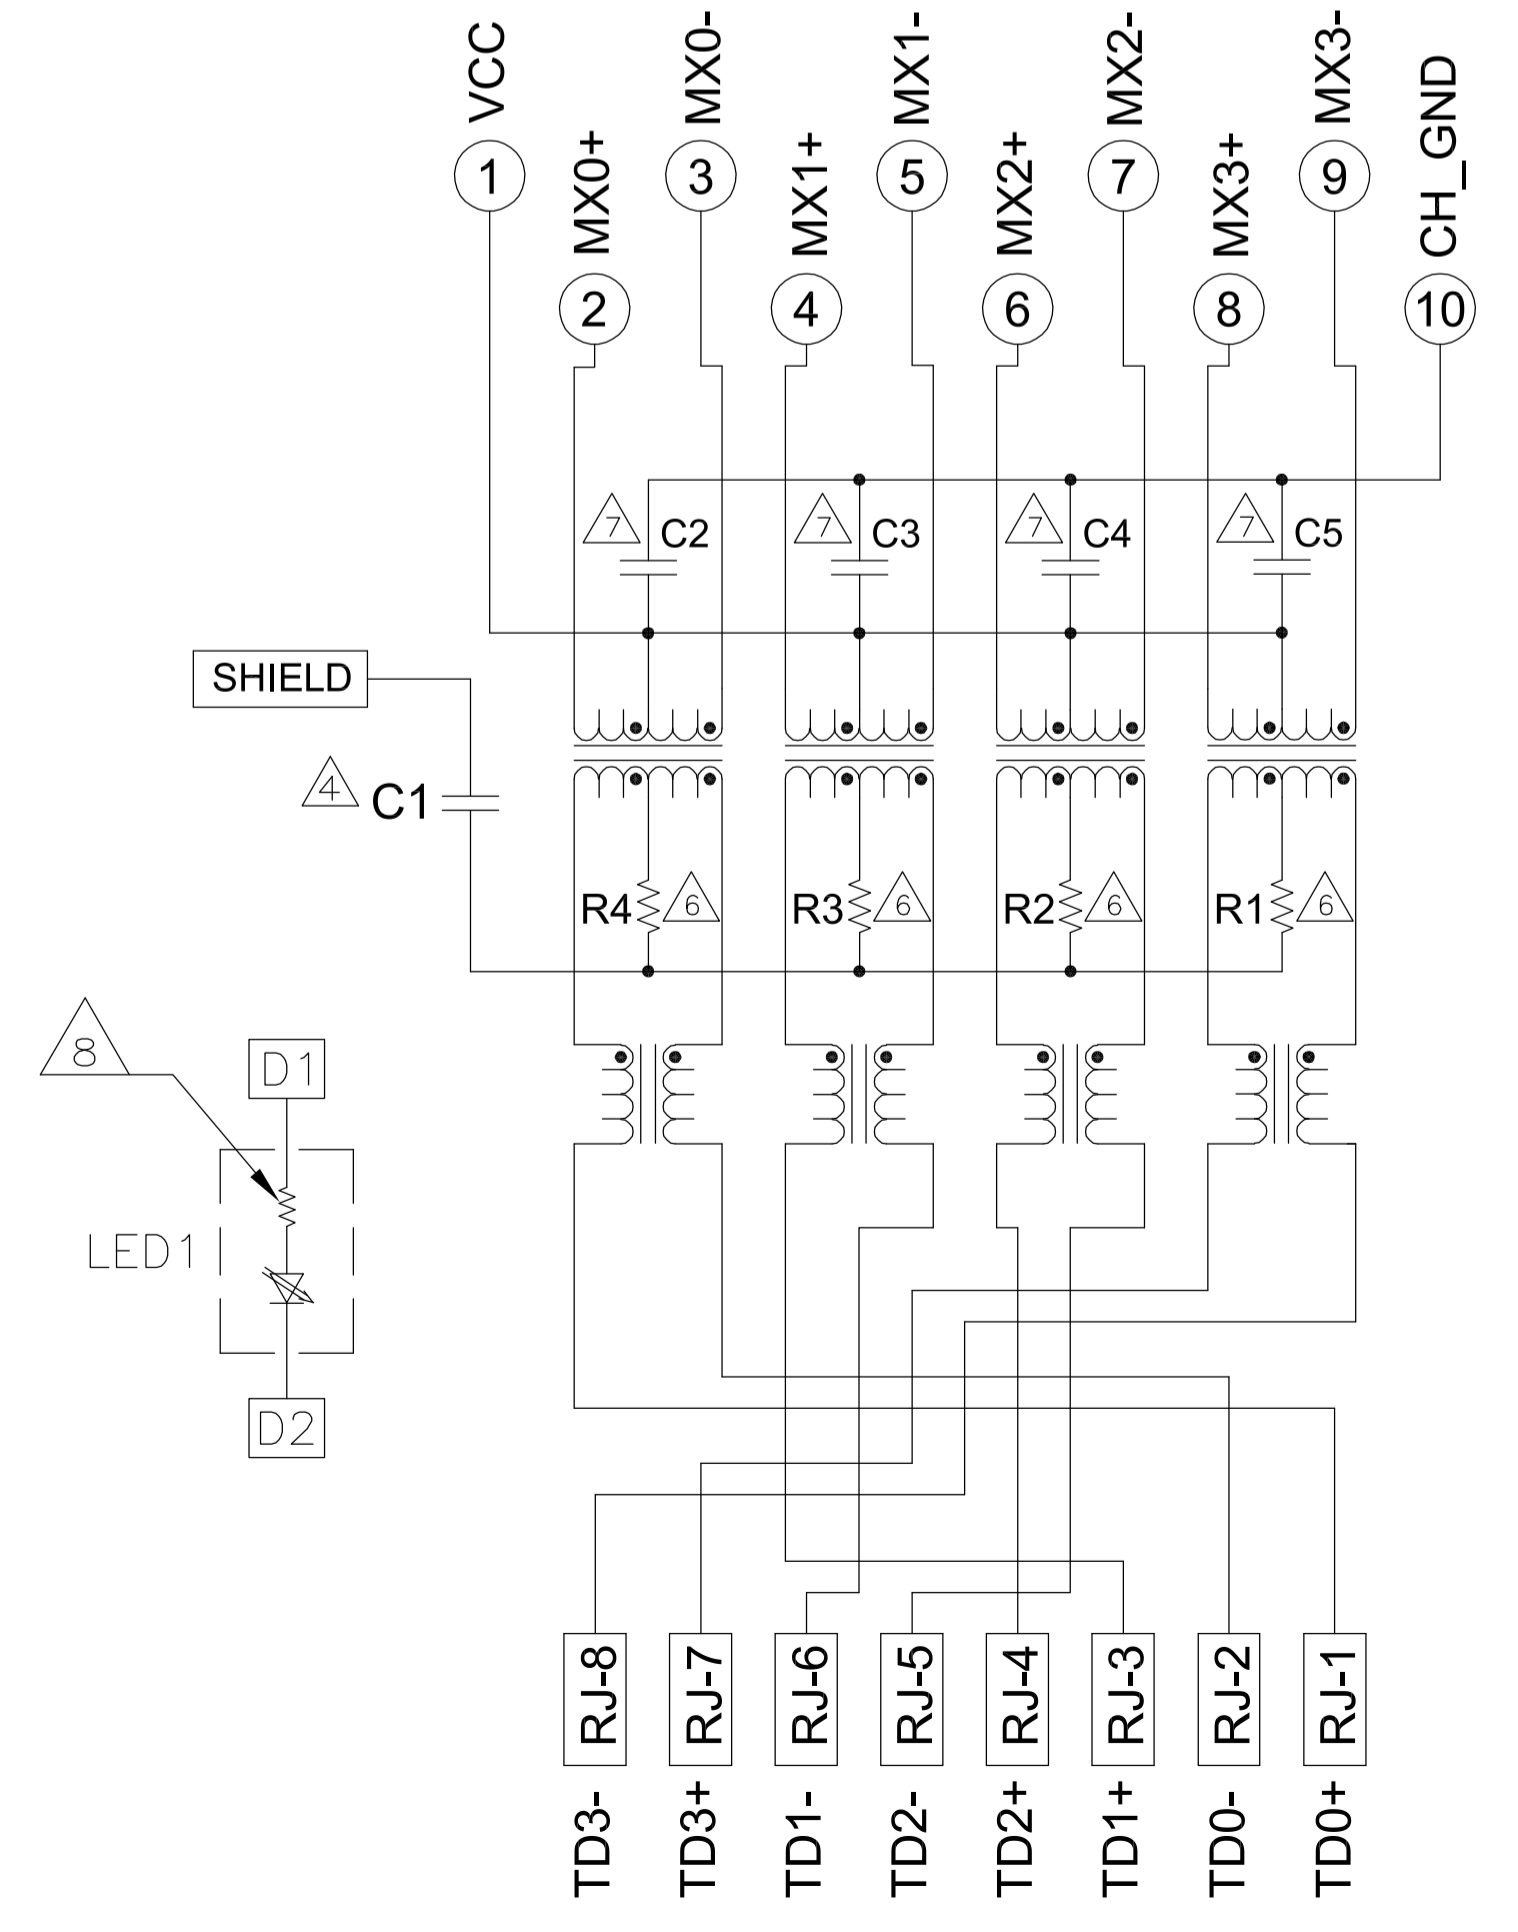 VCC
MX0-
MX1-
MX2-
MX3-
MX0+
MX1+
MX2+
MX3+
CH_GND
1
3
5
7
9
2
4
6
8
10
7
C2
7
C3
7
C4
7
C5
SHIELD
4
C1
R4
6
R3
6
R2
6
R1
6
8
D1
LED1
D2
RJ-8
RJ-7
RJ-6
RJ-5
RJ-4
RJ-3
RJ-2
RJ-1
TD3-
TD3+
TD1-
TD2-
TD2+
TD1+
TD0-
TD0+